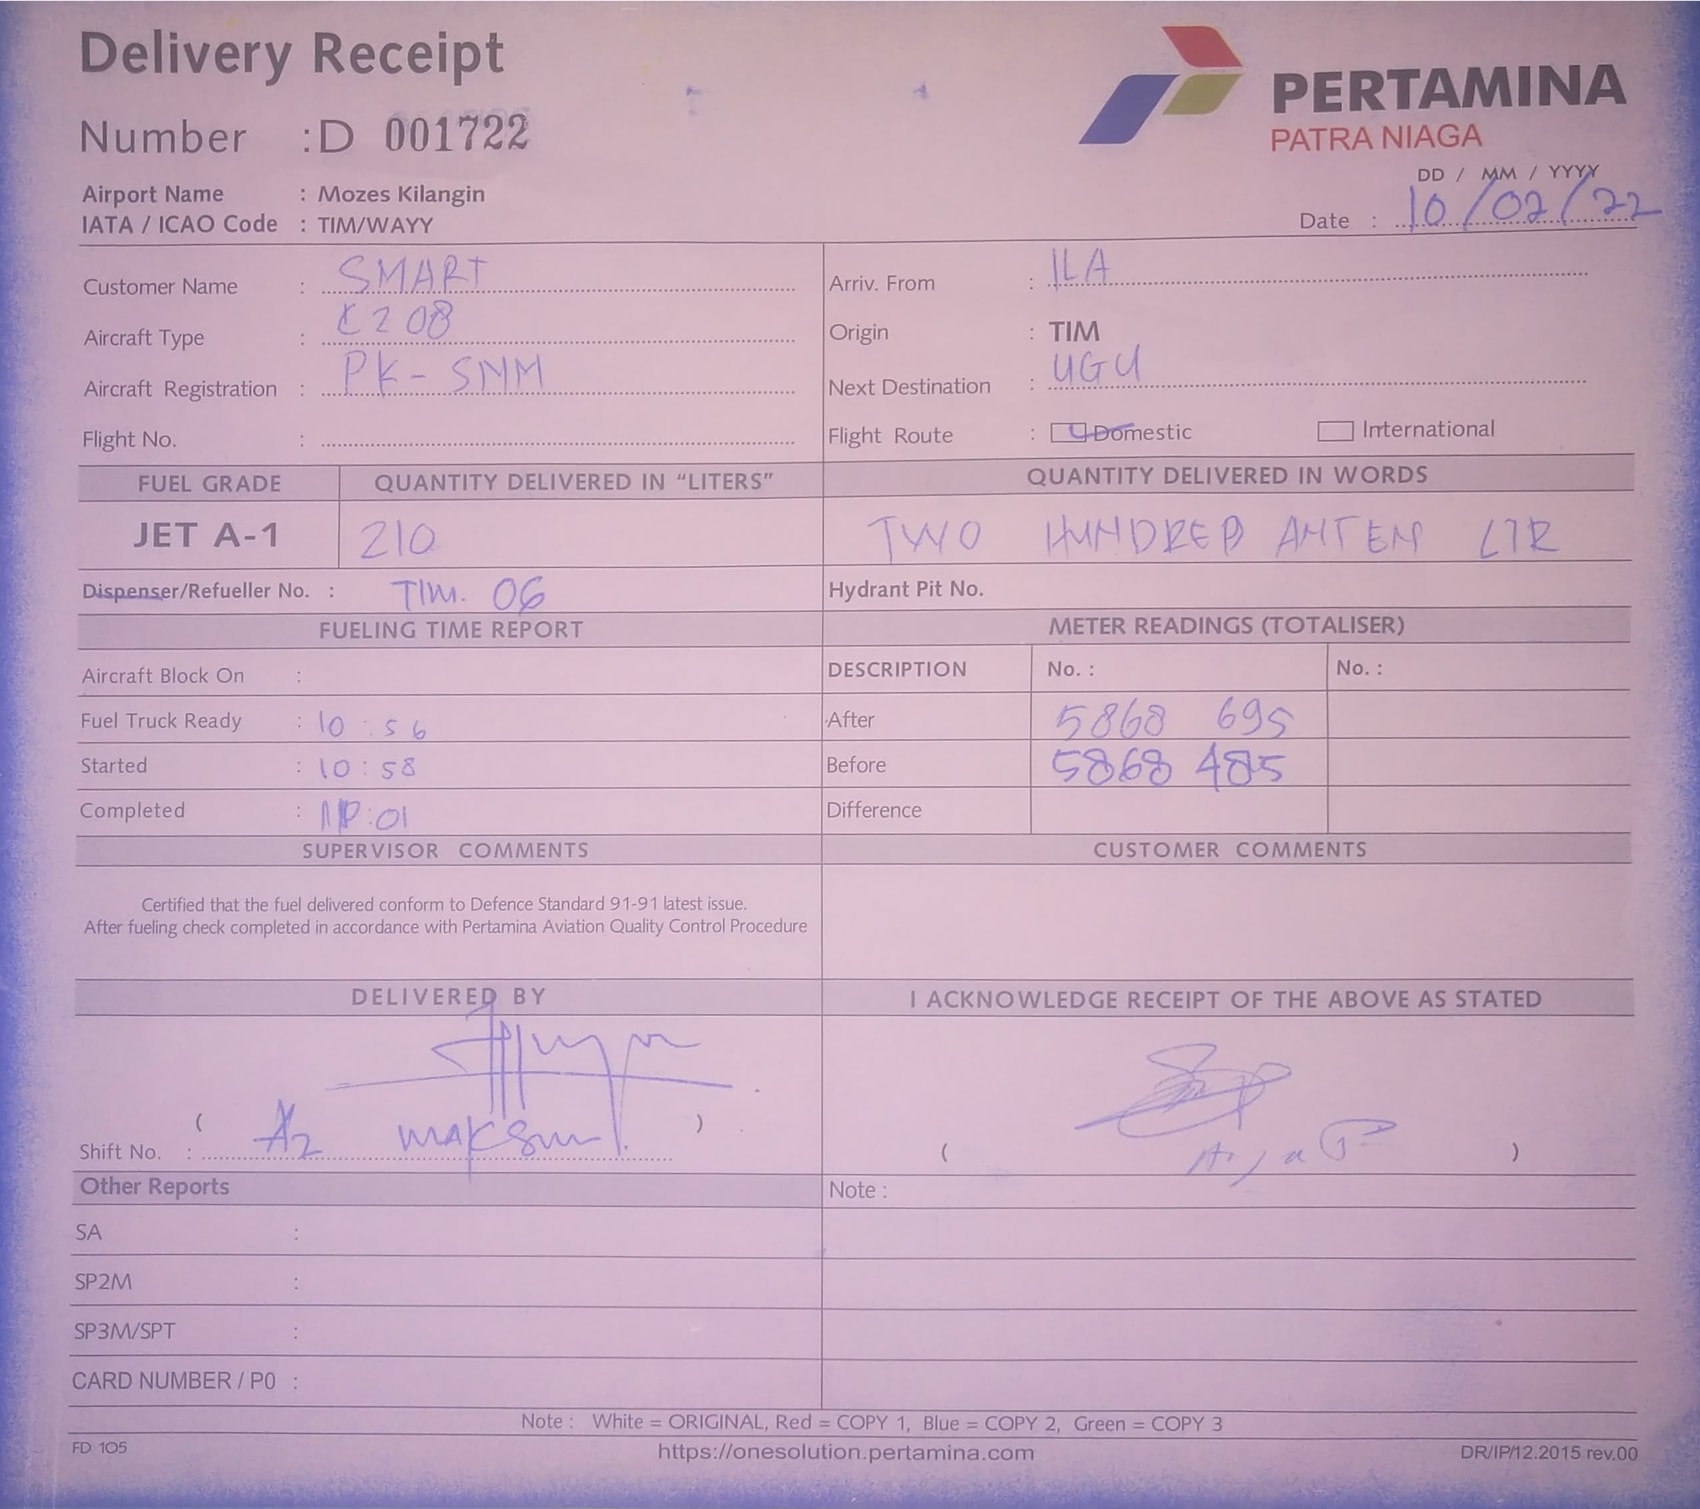 Delivery Receipt
PERTAMINA
PATRA NIAGA
Number : D 001722
DD / MM / YYYY
Airport Name : Mozes Kilangin
IATA / ICAO Code : TIM/WAYY
Date : 10/02/22
Customer Name : SMART
Arriv. From : ILA
Aircraft Type : C208
Origin : TIM
Aircraft Registration : PK-SNM
Next Destination : UGU
Flight No. :
Flight Route : Domestic International
FUEL GRADE QUANTITY DELIVERED IN “LITERS” QUANTITY DELIVERED IN WORDS
JET A-1 210 TWO HUNDRED AMTEN LTR
Dispenser/Refueller No. : TIM. 06 Hydrant Pit No.
FUELING TIME REPORT METER READINGS (TOTALISER)
Aircraft Block On : DESCRIPTION No. : No. :
Fuel Truck Ready : 10 : 56 After 5868 695
Started : 10 : 58 Before 5868 485
Completed : :01 Difference
SUPERVISOR COMMENTS CUSTOMER COMMENTS
Certified that the fuel delivered conform to Defence Standard 91-91 latest issue.
After fueling check completed in accordance with Pertamina Aviation Quality Control Procedure
DELIVERED BY I ACKNOWLEDGE RECEIPT OF THE ABOVE AS STATED
( )
Shift No. : A2 ( )
Other Reports Note :
SA :
SP2M :
SP3M/SPT :
CARD NUMBER / P0 :
Note : White = ORIGINAL, Red = COPY 1, Blue = COPY 2, Green = COPY 3
FD 105 https://onesolution.pertamina.com DR/IP/12.2015 rev.00